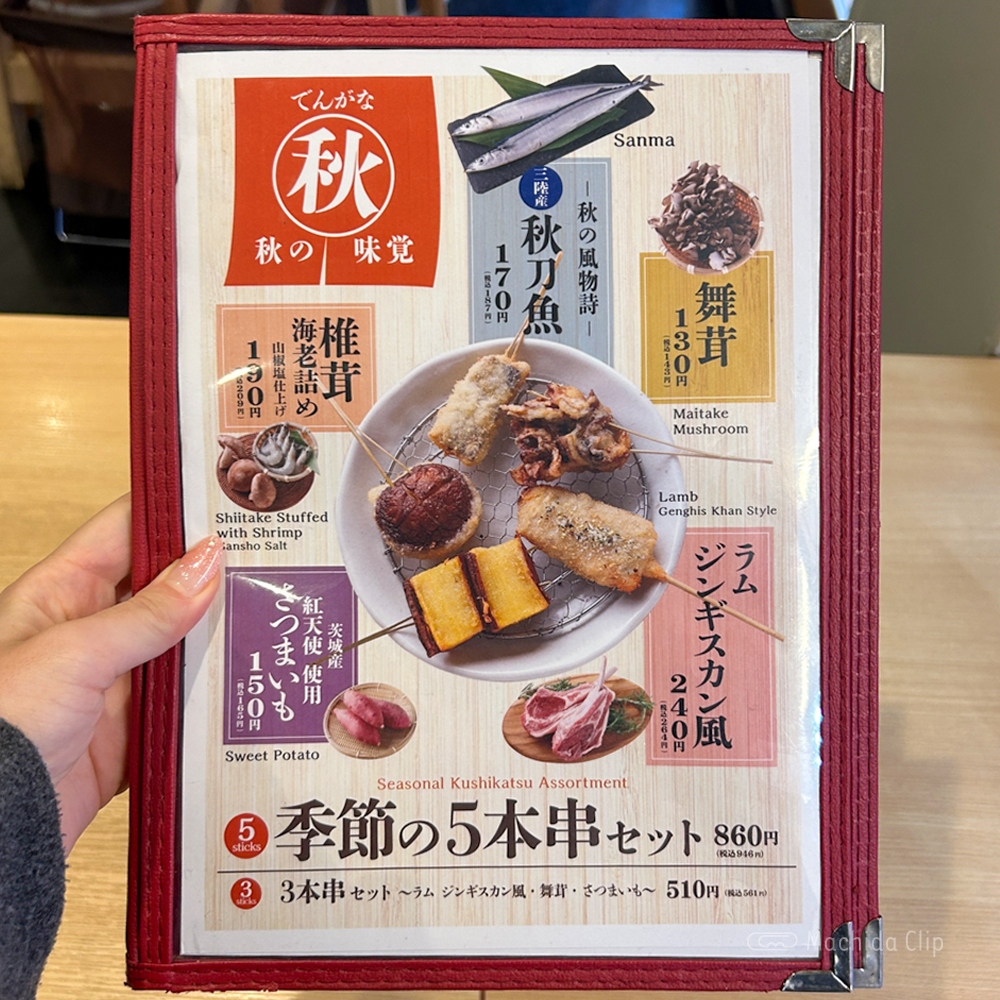 でんがな
秋
秋の味覚
Sanma
三陸産
秋刀魚
―秋の風物詩―
170円
(税込187円)
舞茸
130円
(税込143円)
Maitake
Mushroom
椎茸
海老詰め
山椒塩仕上げ
190円
税込209円)
Shiitake Stuffed
with Shrimp
Sansho Salt
Lamb
Genghis Khan Style
ラム
ジンギスカン風
240円
(税込264円)
茨城産
紅天使 使用
さつまいも
150円
(税込165円)
Sweet Potato
Seasonal Kushikatsu Assortment
5
sticks
季節の5本串セット 860円
(税込946円)
3
sticks
3本串セット ～ラム ジンギスカン風・舞茸・さつまいも～ 510円 (税込561円)
Machida Clip